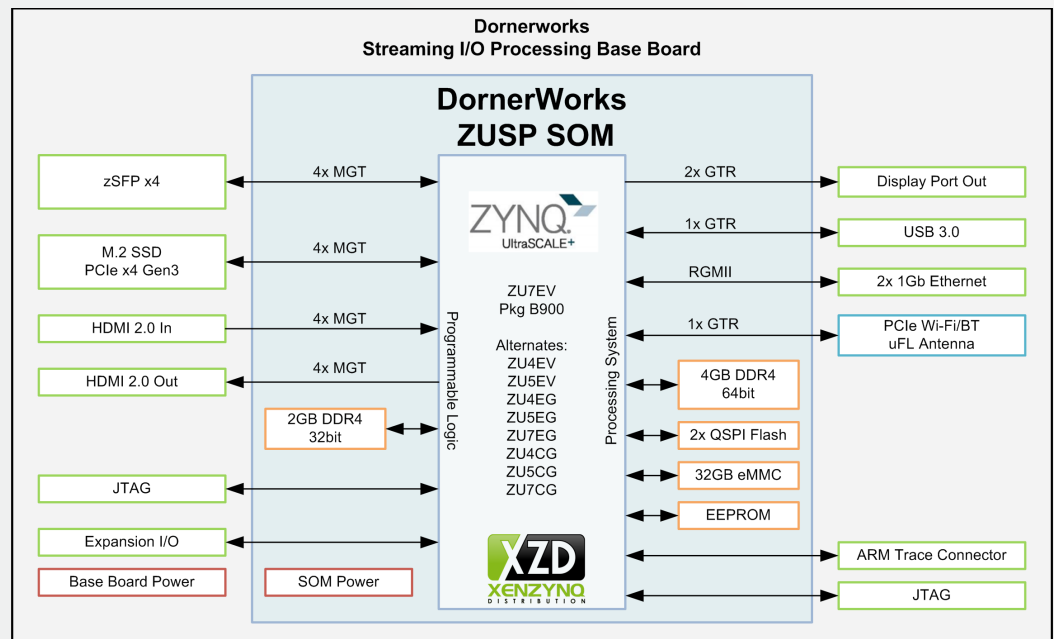 Dornerworks
Streaming I/O Processing Base Board
DornerWorks
ZUSP SOM
zSFP x4
4x MGT
M.2 SSD
PCIe x4 Gen3
4x MGT
HDMI 2.0 In
4x MGT
HDMI 2.0 Out
4x MGT
2GB DDR4
32bit
JTAG
Expansion I/O
Base Board Power
SOM Power
Programmable Logic
ZYNQ.
UltraSCALE+
ZU7EV
Pkg B900
Alternates:
ZU4EV
ZU5EV
ZU4EG
ZU5EG
ZU7EG
ZU4CG
ZU5CG
ZU7CG
XZD
XENZYNQ
DISTRIBUTION
Processing System
2x GTR
Display Port Out
1x GTR
USB 3.0
RGMII
2x 1Gb Ethernet
1x GTR
PCIe Wi-Fi/BT
uFL Antenna
4GB DDR4
64bit
2x QSPI Flash
32GB eMMC
EEPROM
ARM Trace Connector
JTAG